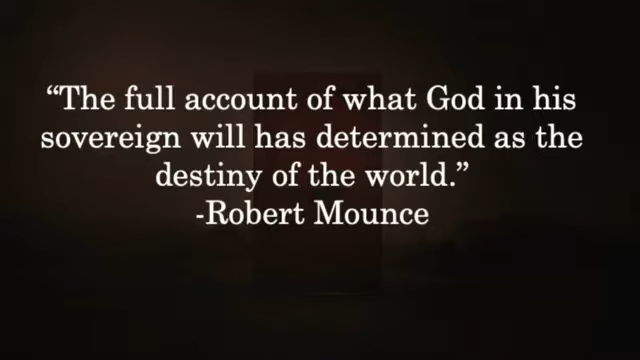 “The full account of what God in his
sovereign will has determined as the
destiny of the world.”
-Robert Mounce